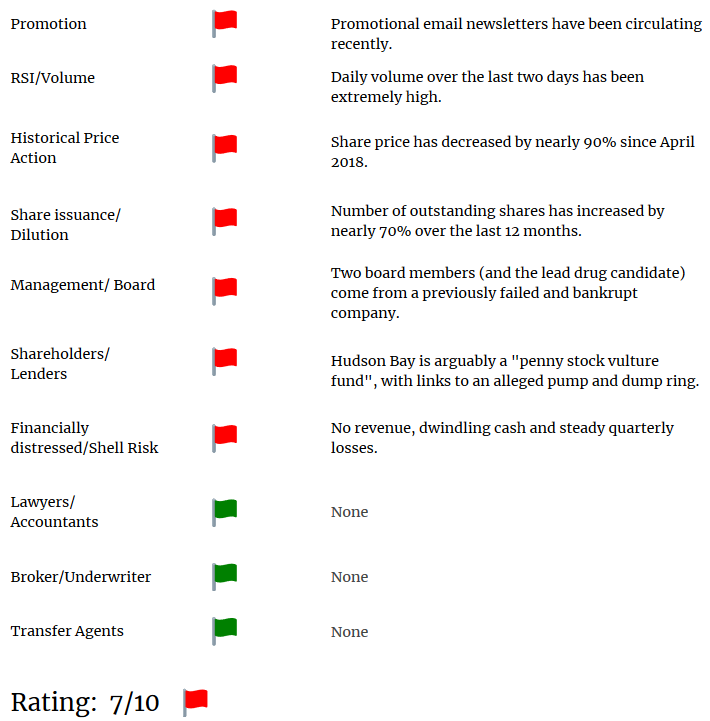 Promotion
Promotional email newsletters have been circulating
recently.
RSI/Volume
Daily volume over the last two days has been
extremely high.
Historical Price
Action
Share price has decreased by nearly 90% since April
2018.
Share issuance/
Dilution
Number of outstanding shares has increased by
nearly 70% over the last 12 months.
Management/ Board
Two board members (and the lead drug candidate)
come from a previously failed and bankrupt
company.
Shareholders/
Lenders
Hudson Bay is arguably a "penny stock vulture
fund", with links to an alleged pump and dump ring.
Financially
distressed/Shell Risk
No revenue, dwindling cash and steady quarterly
losses.
Lawyers/
Accountants
None
Broker/Underwriter
None
Transfer Agents
None
Rating: 7/10